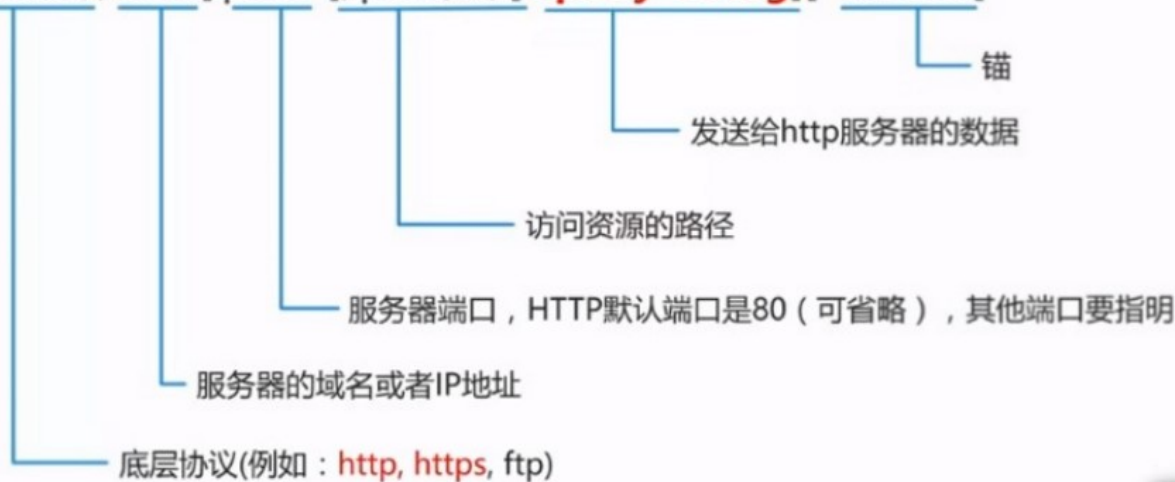 锚
发送给http服务器的数据
访问资源的路径
服务器端口，HTTP默认端口是80（可省略），其他端口要指明
服务器的域名或者IP地址
底层协议(例如：http, https, ftp)